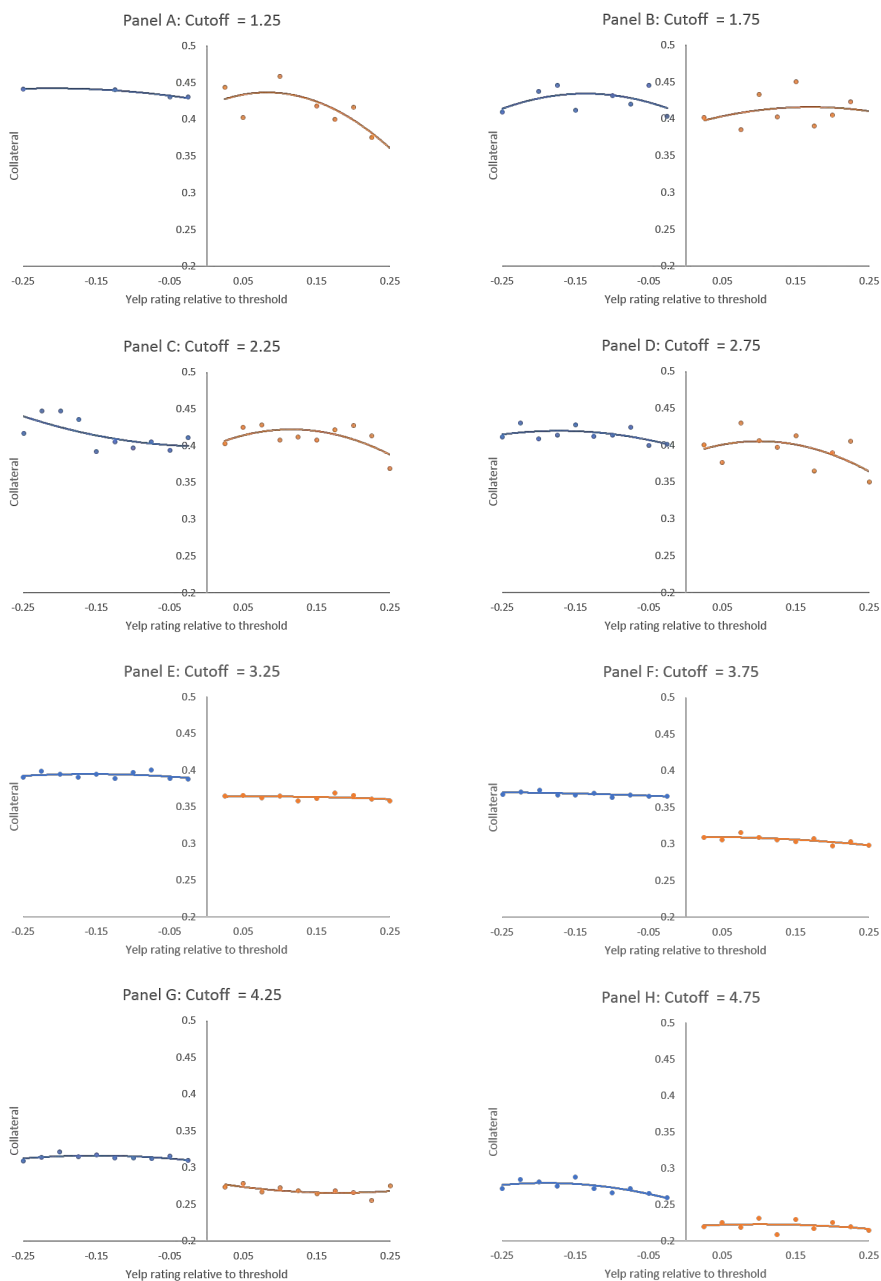 Panel A: Cutoff = 1.25
0.5
0.45
0.4
0.35
0.3
0.25
0.2
Collateral
-0.25 -0.15 -0.05 0.05 0.15 0.25
Yelp rating relative to threshold
Panel B: Cutoff = 1.75
0.5
0.45
0.4
0.35
0.3
0.25
0.2
Collateral
-0.25 -0.15 -0.05 0.05 0.15 0.25
Yelp rating relative to threshold
Panel C: Cutoff = 2.25
0.5
0.45
0.4
0.35
0.3
0.25
0.2
Collateral
-0.25 -0.15 -0.05 0.05 0.15 0.25
Yelp rating relative to threshold
Panel D: Cutoff = 2.75
0.5
0.45
0.4
0.35
0.3
0.25
0.2
Collateral
-0.25 -0.15 -0.05 0.05 0.15 0.25
Yelp rating relative to threshold
Panel E: Cutoff = 3.25
0.5
0.45
0.4
0.35
0.3
0.25
0.2
Collateral
-0.25 -0.15 -0.05 0.05 0.15 0.25
Yelp rating relative to threshold
Panel F: Cutoff = 3.75
0.5
0.45
0.4
0.35
0.3
0.25
0.2
Collateral
-0.25 -0.15 -0.05 0.05 0.15 0.25
Yelp rating relative to threshold
Panel G: Cutoff = 4.25
0.5
0.45
0.4
0.35
0.3
0.25
0.2
Collateral
-0.25 -0.15 -0.05 0.05 0.15 0.25
Yelp rating relative to threshold
Panel H: Cutoff = 4.75
0.5
0.45
0.4
0.35
0.3
0.25
0.2
Collateral
-0.25 -0.15 -0.05 0.05 0.15 0.25
Yelp rating relative to threshold